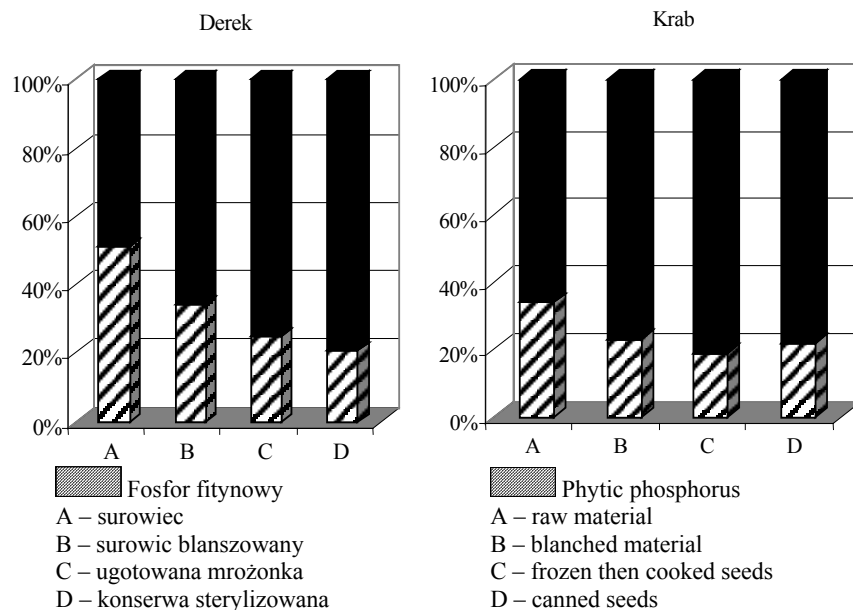 Derek
100%
80%
60%
40%
20%
0%
A B C D
Fosfor fitynowy
A – surowiec
B – surowic blanszowany
C – ugotowana mrożonka
D – konserwa sterylizowana
Krab
100%
80%
60%
40%
20%
0%
A B C D
Phytic phosphorus
A – raw material
B – blanched material
C – frozen then cooked seeds
D – canned seeds